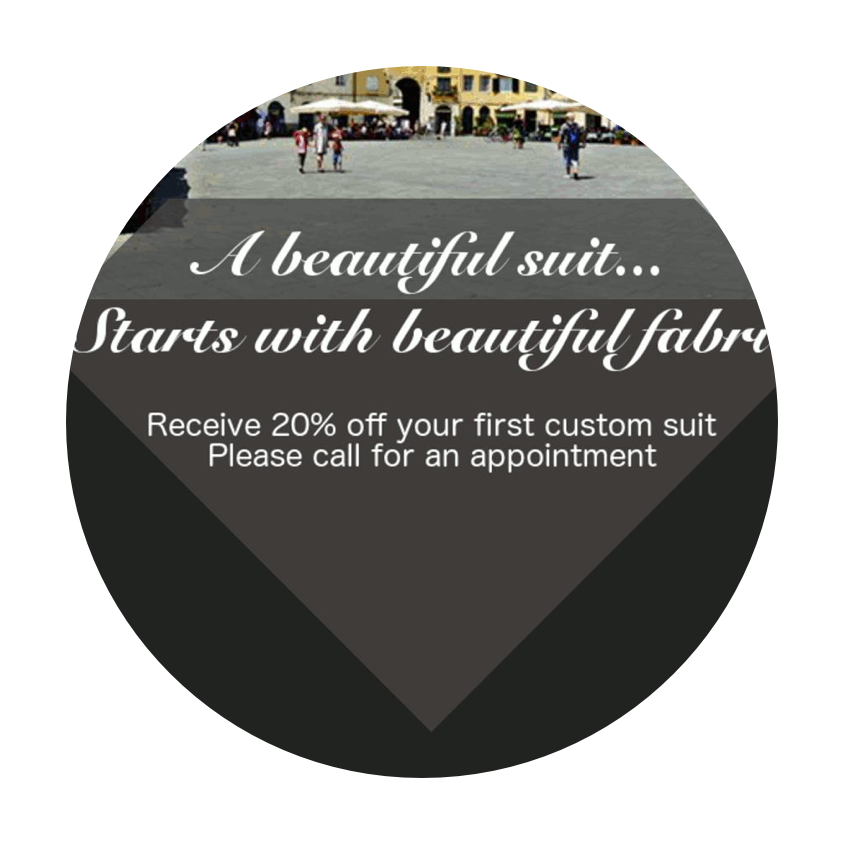 A beautiful suit...
Starts with beautiful fabri
Receive 20% off your first custom suit
Please call for an appointment